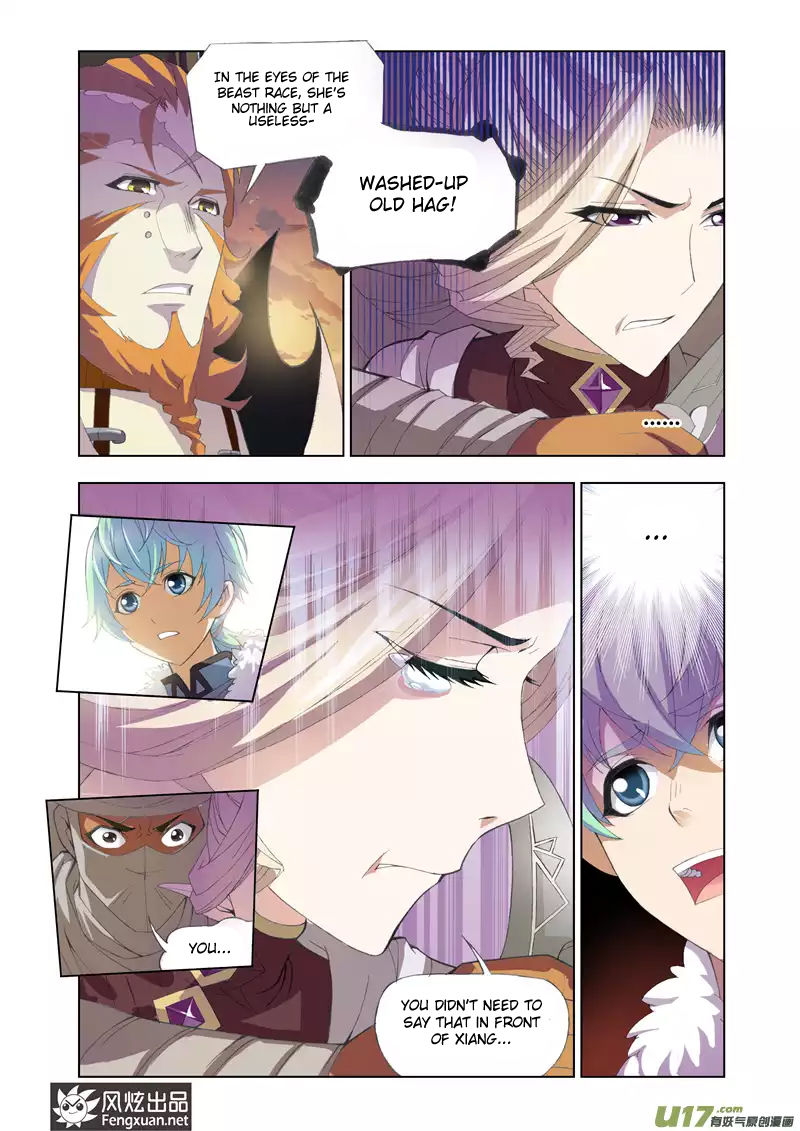 IN THE EYES OF THE
BEAST RACE, SHE'S
NOTHING BUT A
USELESS-
WASHED-UP
OLD HAG!
......
...
YOU...
YOU DIDN'T NEED TO
SAY THAT IN FRONT
OF XIANG...
风炫出品
Fengxuan.net
U17.com
有妖气原创漫画